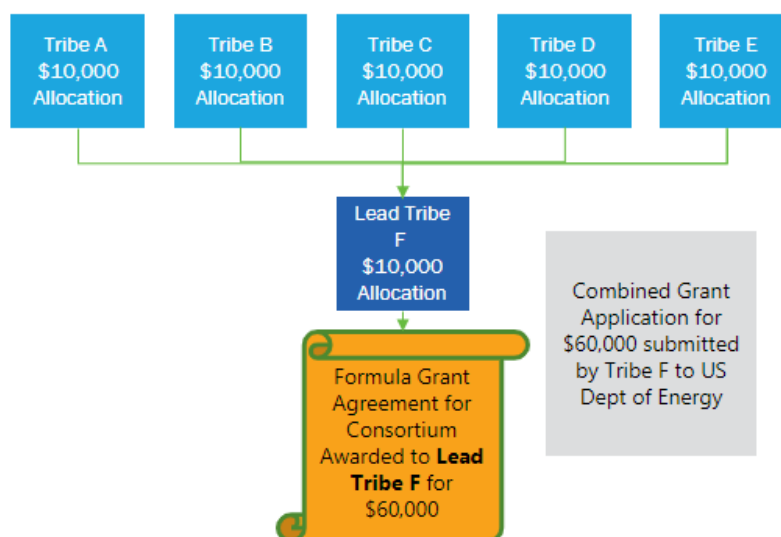 Tribe A
$10,000
Allocation
Tribe B
$10,000
Allocation
Tribe C
$10,000
Allocation
Tribe D
$10,000
Allocation
Tribe E
$10,000
Allocation
Lead Tribe
F
$10,000
Allocation
Combined Grant
Application for
$60,000 submitted
by Tribe F to US
Dept of Energy
Formula Grant
Agreement for
Consortium
Awarded to Lead
Tribe F for
$60,000